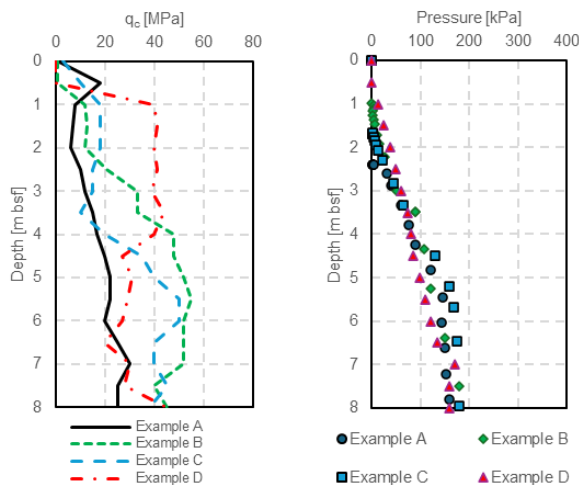 q_c [MPa]
0 20 40 60 80
0
1
2
3
4
5
6
7
8
Depth [m bsf]
Example A
Example B
Example C
Example D
Pressure [kPa]
0 100 200 300 400
0
1
2
3
4
5
6
7
8
Depth [m bsf]
Example A Example B
Example C Example D